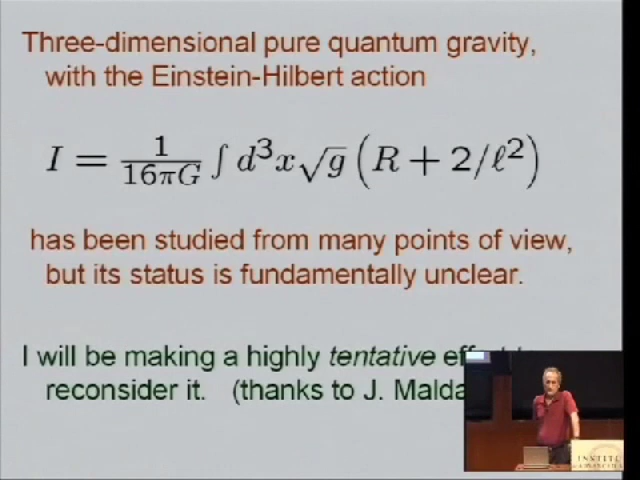 Three-dimensional pure quantum gravity,
with the Einstein-Hilbert action
I = \frac{1}{16πG} ∫ d³x√g (R + 2/ℓ²)
has been studied from many points of view,
but its status is fundamentally unclear.
I will be making a highly tentative
reconsider it. (thanks to J.